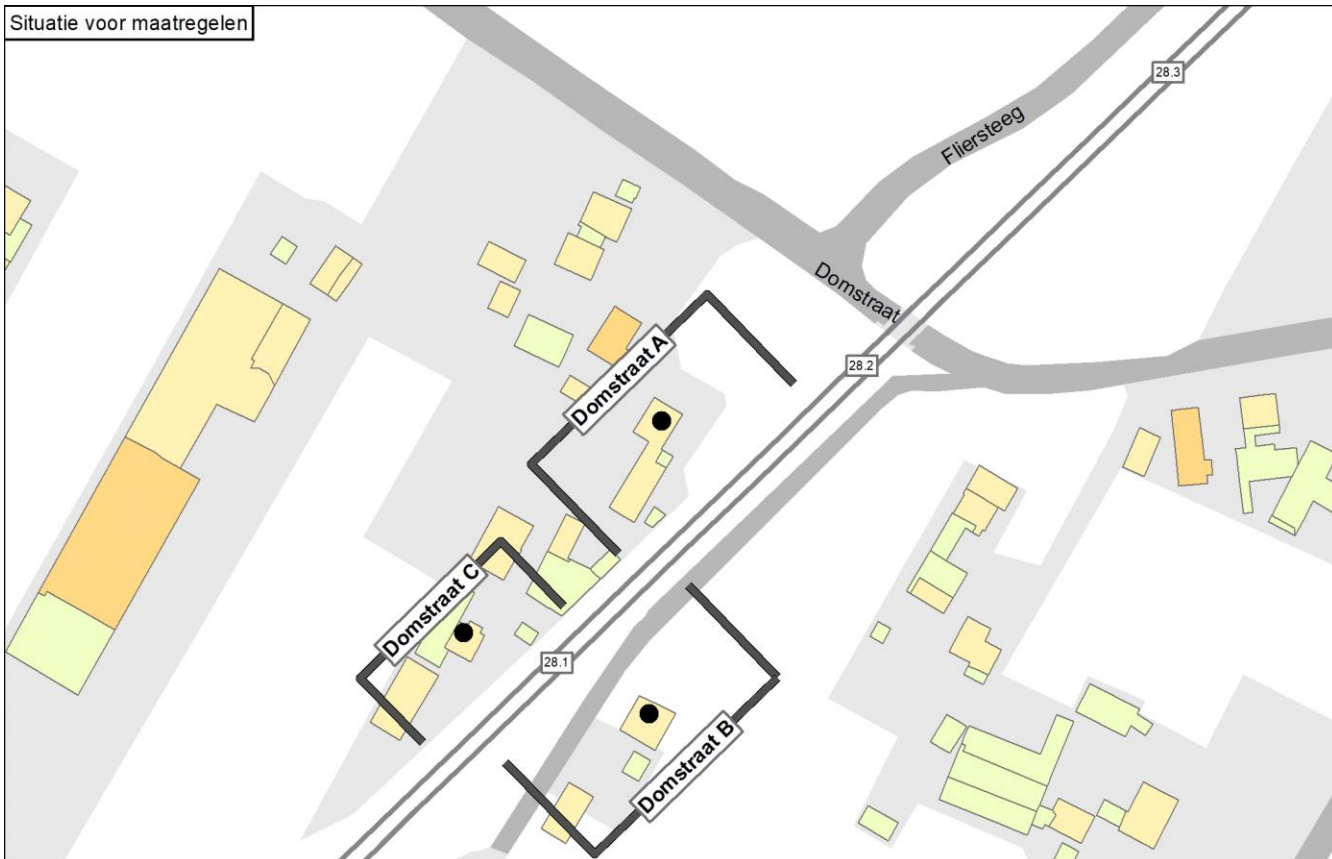 Situatie voor maatregelen
28.3
Fliersteeg
Domstraat
28.2
Domstraat A
Domstraat C
28.1
Domstraat B